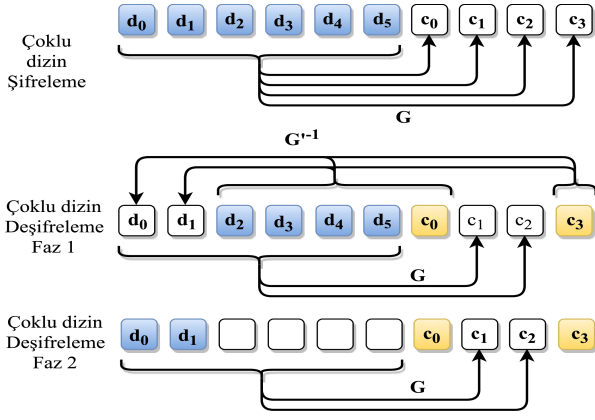 Çoklu dizin Şifreleme
d0 d1 d2 d3 d4 d5 c0 c1 c2 c3
G
G'-1
Çoklu dizin Deşifreleme Faz 1
d0 d1 d2 d3 d4 d5 c0 c1 c2 c3
G
Çoklu dizin Deşifreleme Faz 2
d0 d1 c0 c1 c2 c3
G